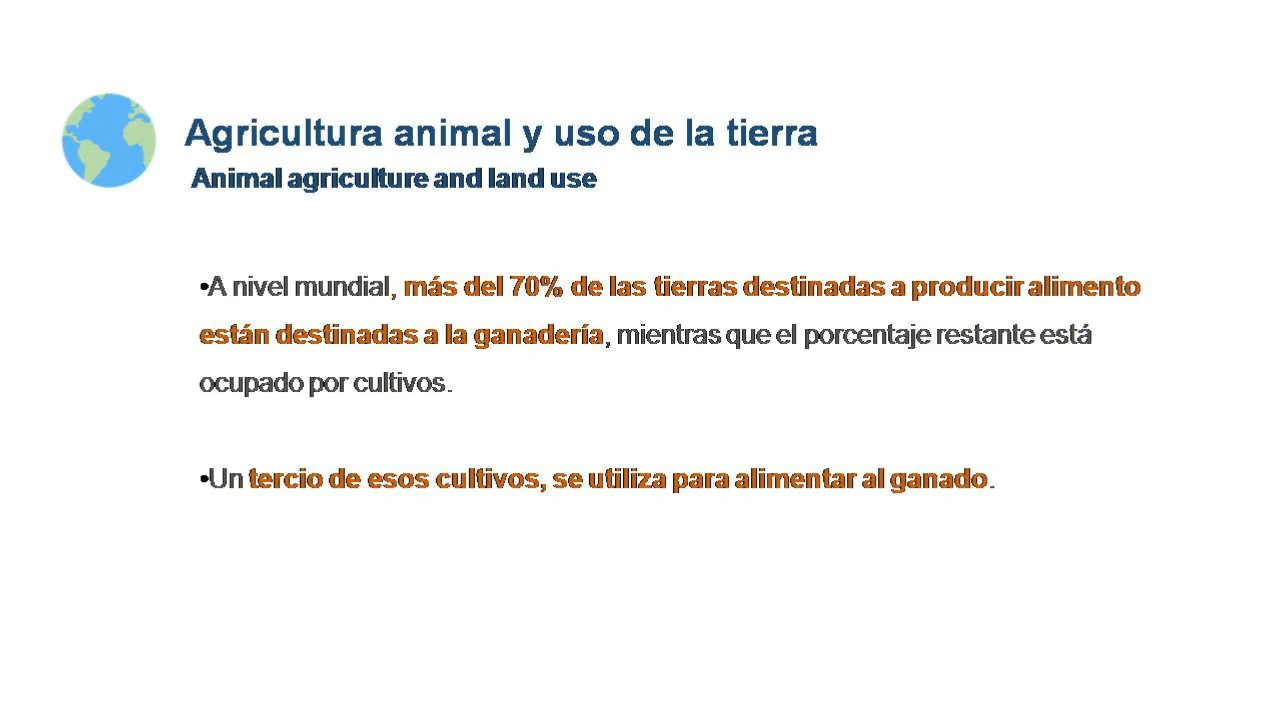 Agricultura animal y uso de la tierra
Animal agriculture and land use
•A nivel mundial, más del 70% de las tierras destinadas a producir alimento
están destinadas a la ganadería, mientras que el porcentaje restante está
ocupado por cultivos.
•Un tercio de esos cultivos, se utiliza para alimentar al ganado.